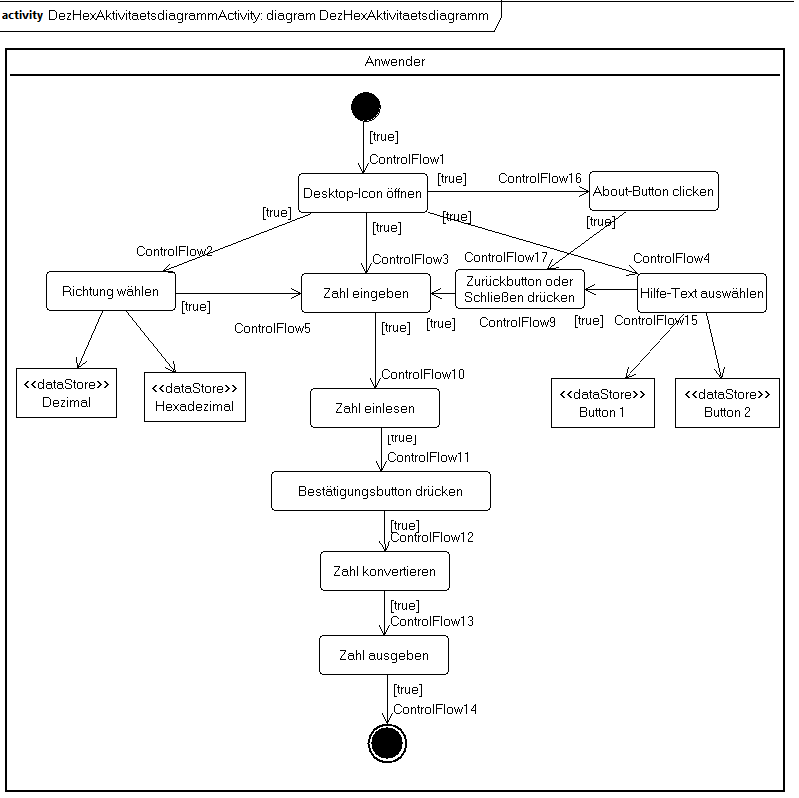 activity DezHexAktivitaetsdiagrammActivity: diagram DezHexAktivitaetsdiagramm
Anwender
[true]
ControlFlow1
Desktop-Icon öffnen
[true]
ControlFlow16
About-Button clicken
[true]
ControlFlow2
[true]
ControlFlow3
[true]
ControlFlow4
[true]
ControlFlow17
Richtung wählen
[true]
ControlFlow5
Zahl eingeben
Zurückbutton oder
Schließen drücken
[true]
ControlFlow9
Hilfe-Text auswählen
[true]
ControlFlow15
<<dataStore>>
Dezimal
<<dataStore>>
Hexadezimal
<<dataStore>>
Button 1
<<dataStore>>
Button 2
[true]
ControlFlow10
Zahl einlesen
[true]
ControlFlow11
Bestätigungsbutton drücken
[true]
ControlFlow12
Zahl konvertieren
[true]
ControlFlow13
Zahl ausgeben
[true]
ControlFlow14